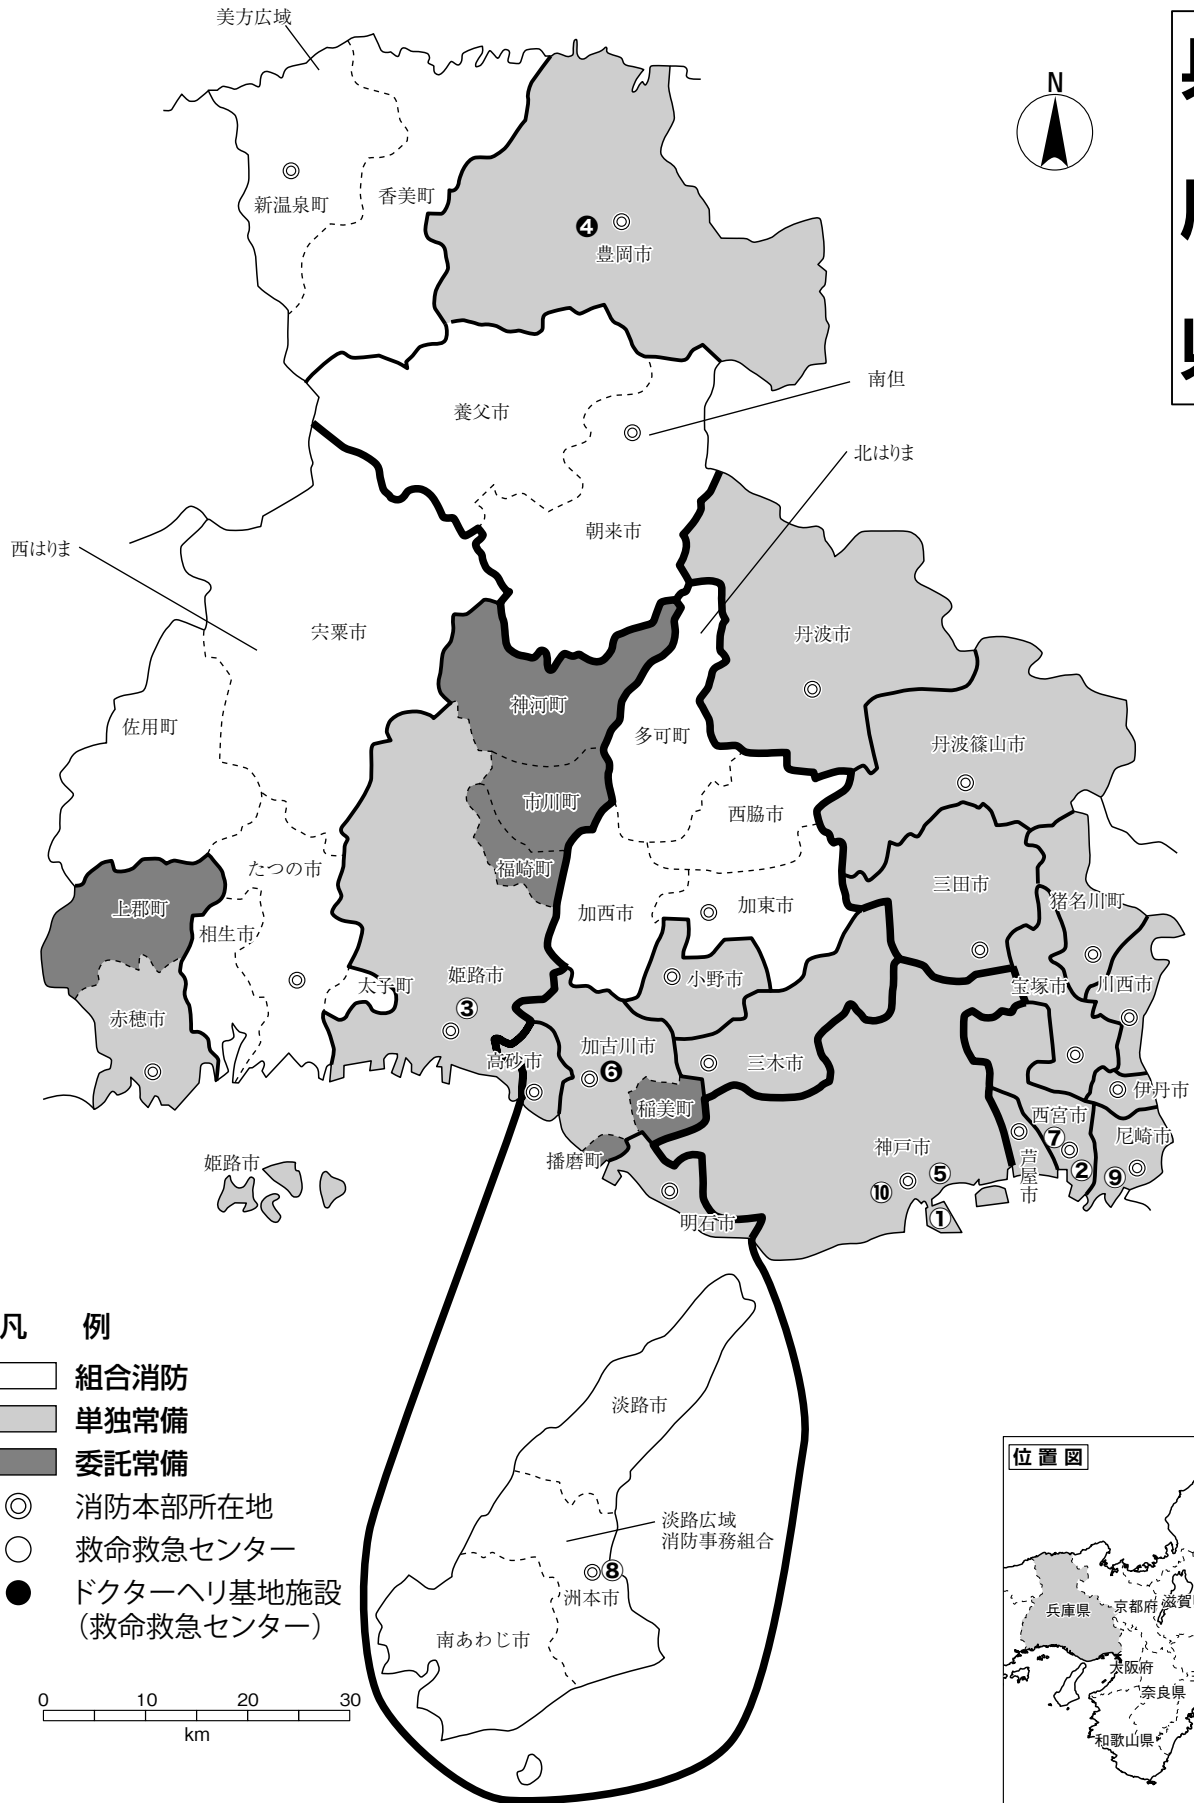 美方広域
N
新温泉町
香美町
❹
豊岡市
養父市
南但
北はりま
朝来市
西はりま
宍粟市
丹波市
神河町
佐用町
多可町
丹波篠山市
市川町
西脇市
福崎町
たつの市
三田市
上郡町
加西市
加東市
猪名川町
相生市
太子町
姫路市
小野市
宝塚市
川西市
赤穂市
③
高砂市
加古川市
❻
三木市
伊丹市
稲美町
西宮市
尼崎市
播磨町
神戸市
⑦
芦屋市
姫路市
⑩
⑤
②
⑨
明石市
①
凡 例
組合消防
単独常備
委託常備
消防本部所在地
救命救急センター
ドクターヘリ基地施設
（救命救急センター）
淡路市
淡路広域
消防事務組合
⑧
洲本市
南あわじ市
0 10 20 30
km
位置図
兵庫県
京都府
大阪府
奈良県
和歌山県